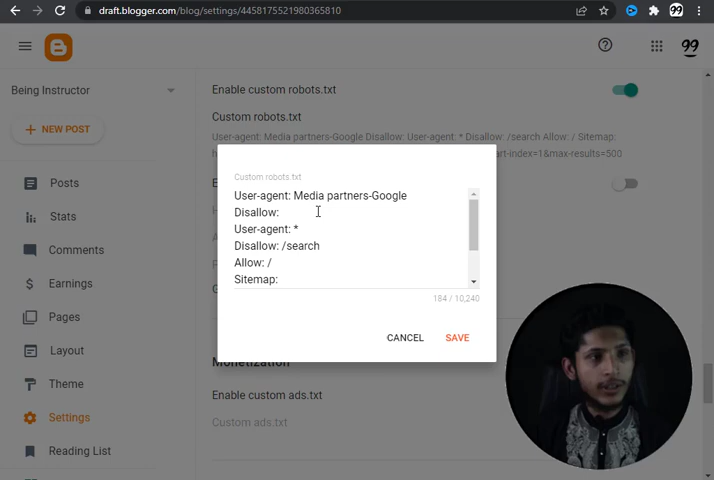 draft.blogger.com/blog/settings/4458175521980365810
Being Instructor
NEW POST
Posts
Stats
Comments
Earnings
Pages
Layout
Theme
Settings
Reading List
Enable custom robots.txt
Custom robots.txt
User-agent: Media partners-Google Disallow: User-agent: * Disallow: /search Allow: / Sitemap:
art-index=1&max-results=500
Custom robots.txt
User-agent: Media partners-Google
Disallow:
User-agent: *
Disallow: /search
Allow: /
Sitemap:
184 / 10,240
CANCEL
SAVE
Monetization
Enable custom ads.txt
Custom ads.txt